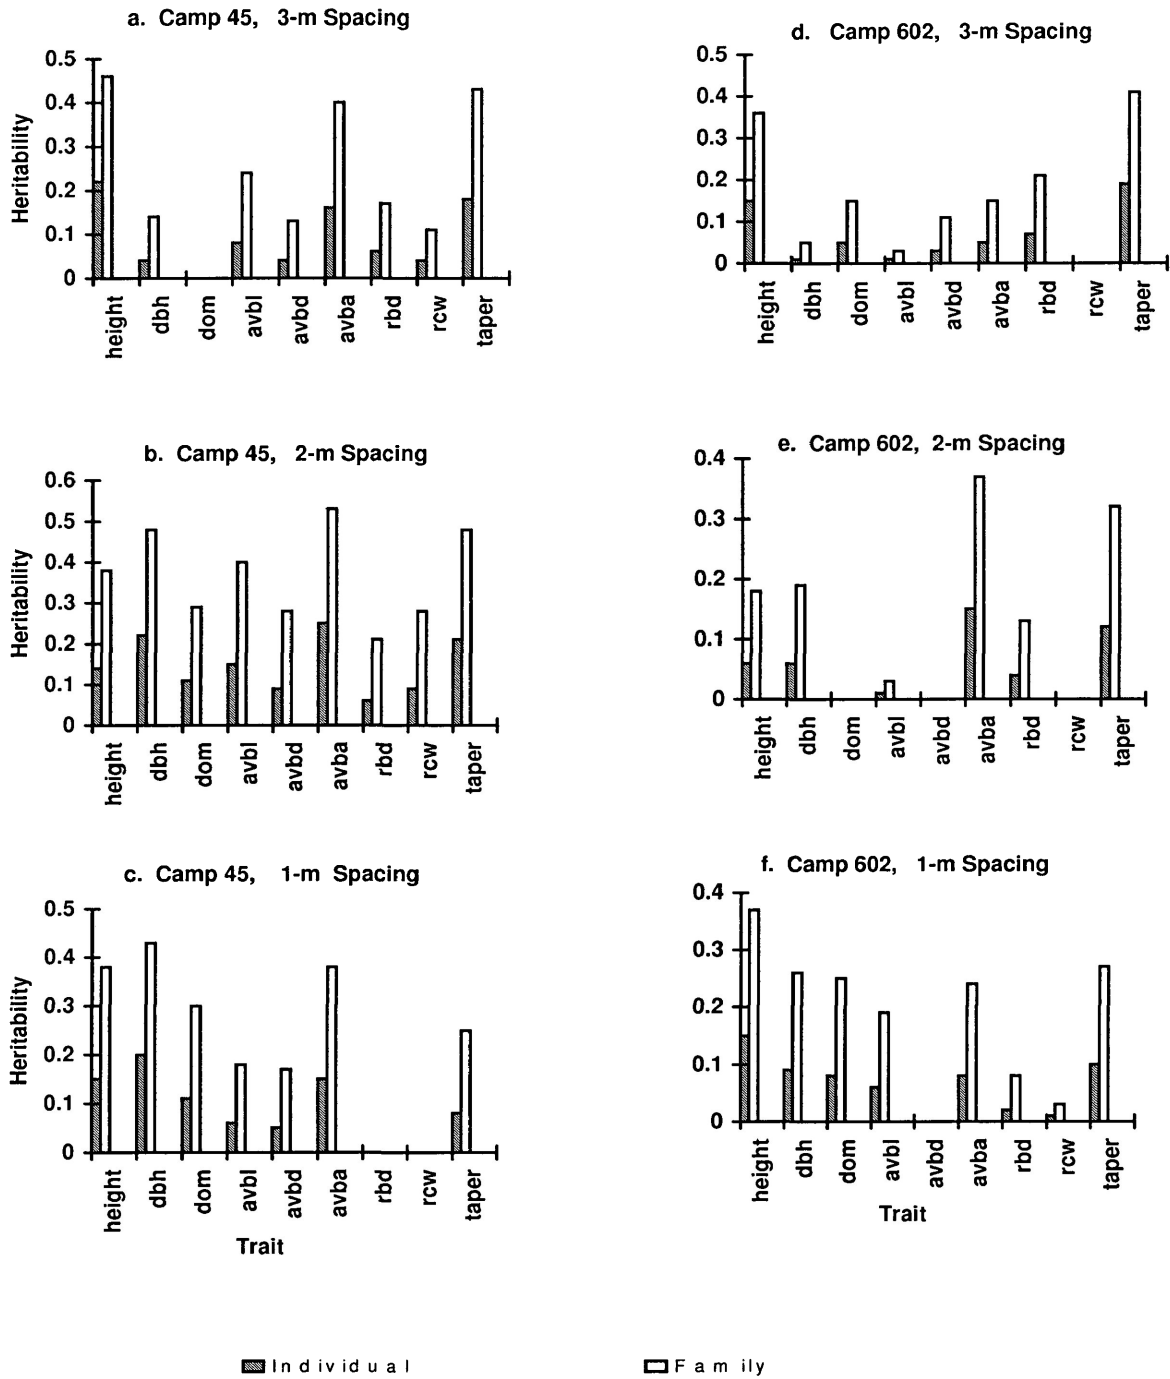 a. Camp 45, 3-m Spacing
Heritability
0.5
0.4
0.3
0.2
0.1
0
height
dbh
dom
avbl
avbd
avba
rbd
rcw
taper
d. Camp 602, 3-m Spacing
0.5
0.4
0.3
0.2
0.1
0
height
dbh
dom
avbl
avbd
avba
rbd
rcw
taper
b. Camp 45, 2-m Spacing
Heritability
0.6
0.5
0.4
0.3
0.2
0.1
0
height
dbh
dom
avbl
avbd
avba
rbd
rcw
taper
e. Camp 602, 2-m Spacing
0.4
0.3
0.2
0.1
0
height
dbh
dom
avbl
avbd
avba
rbd
rcw
taper
c. Camp 45, 1-m Spacing
Heritability
0.5
0.4
0.3
0.2
0.1
0
height
dbh
dom
avbl
avbd
avba
rbd
rcw
taper
Trait
f. Camp 602, 1-m Spacing
0.4
0.3
0.2
0.1
0
height
dbh
dom
avbl
avbd
avba
rbd
rcw
taper
Trait
Individual
Family